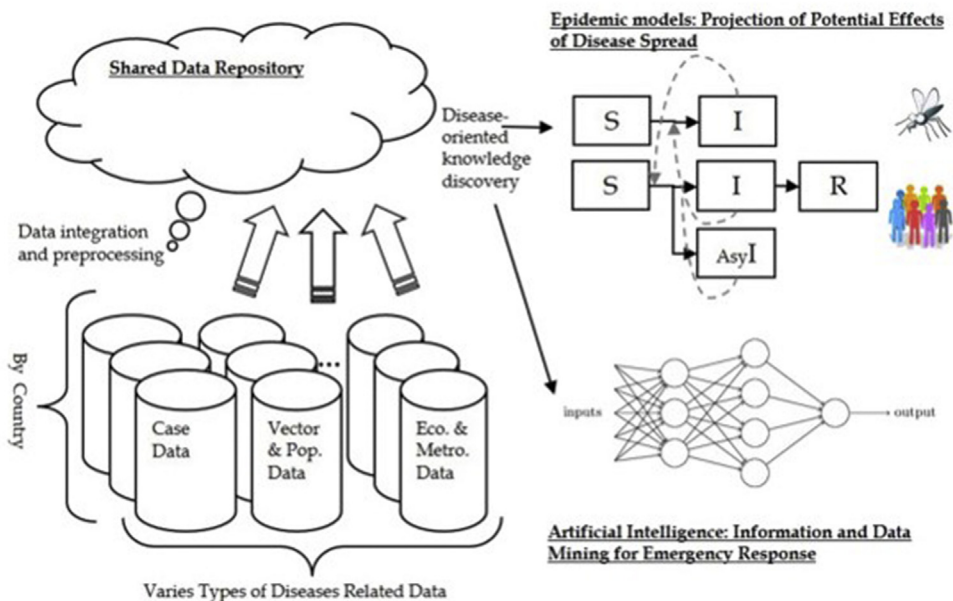 Shared Data Repository
Data integration
and preprocessing
By Country
Case
Data
Vector
& Pop.
Data
...
Eco. &
Metro.
Data
Varies Types of Diseases Related Data
Disease-
oriented
knowledge
discovery
Epidemic models: Projection of Potential Effects
of Disease Spread
S
I
S
I
R
AsyI
inputs
output
Artificial Intelligence: Information and Data
Mining for Emergency Response